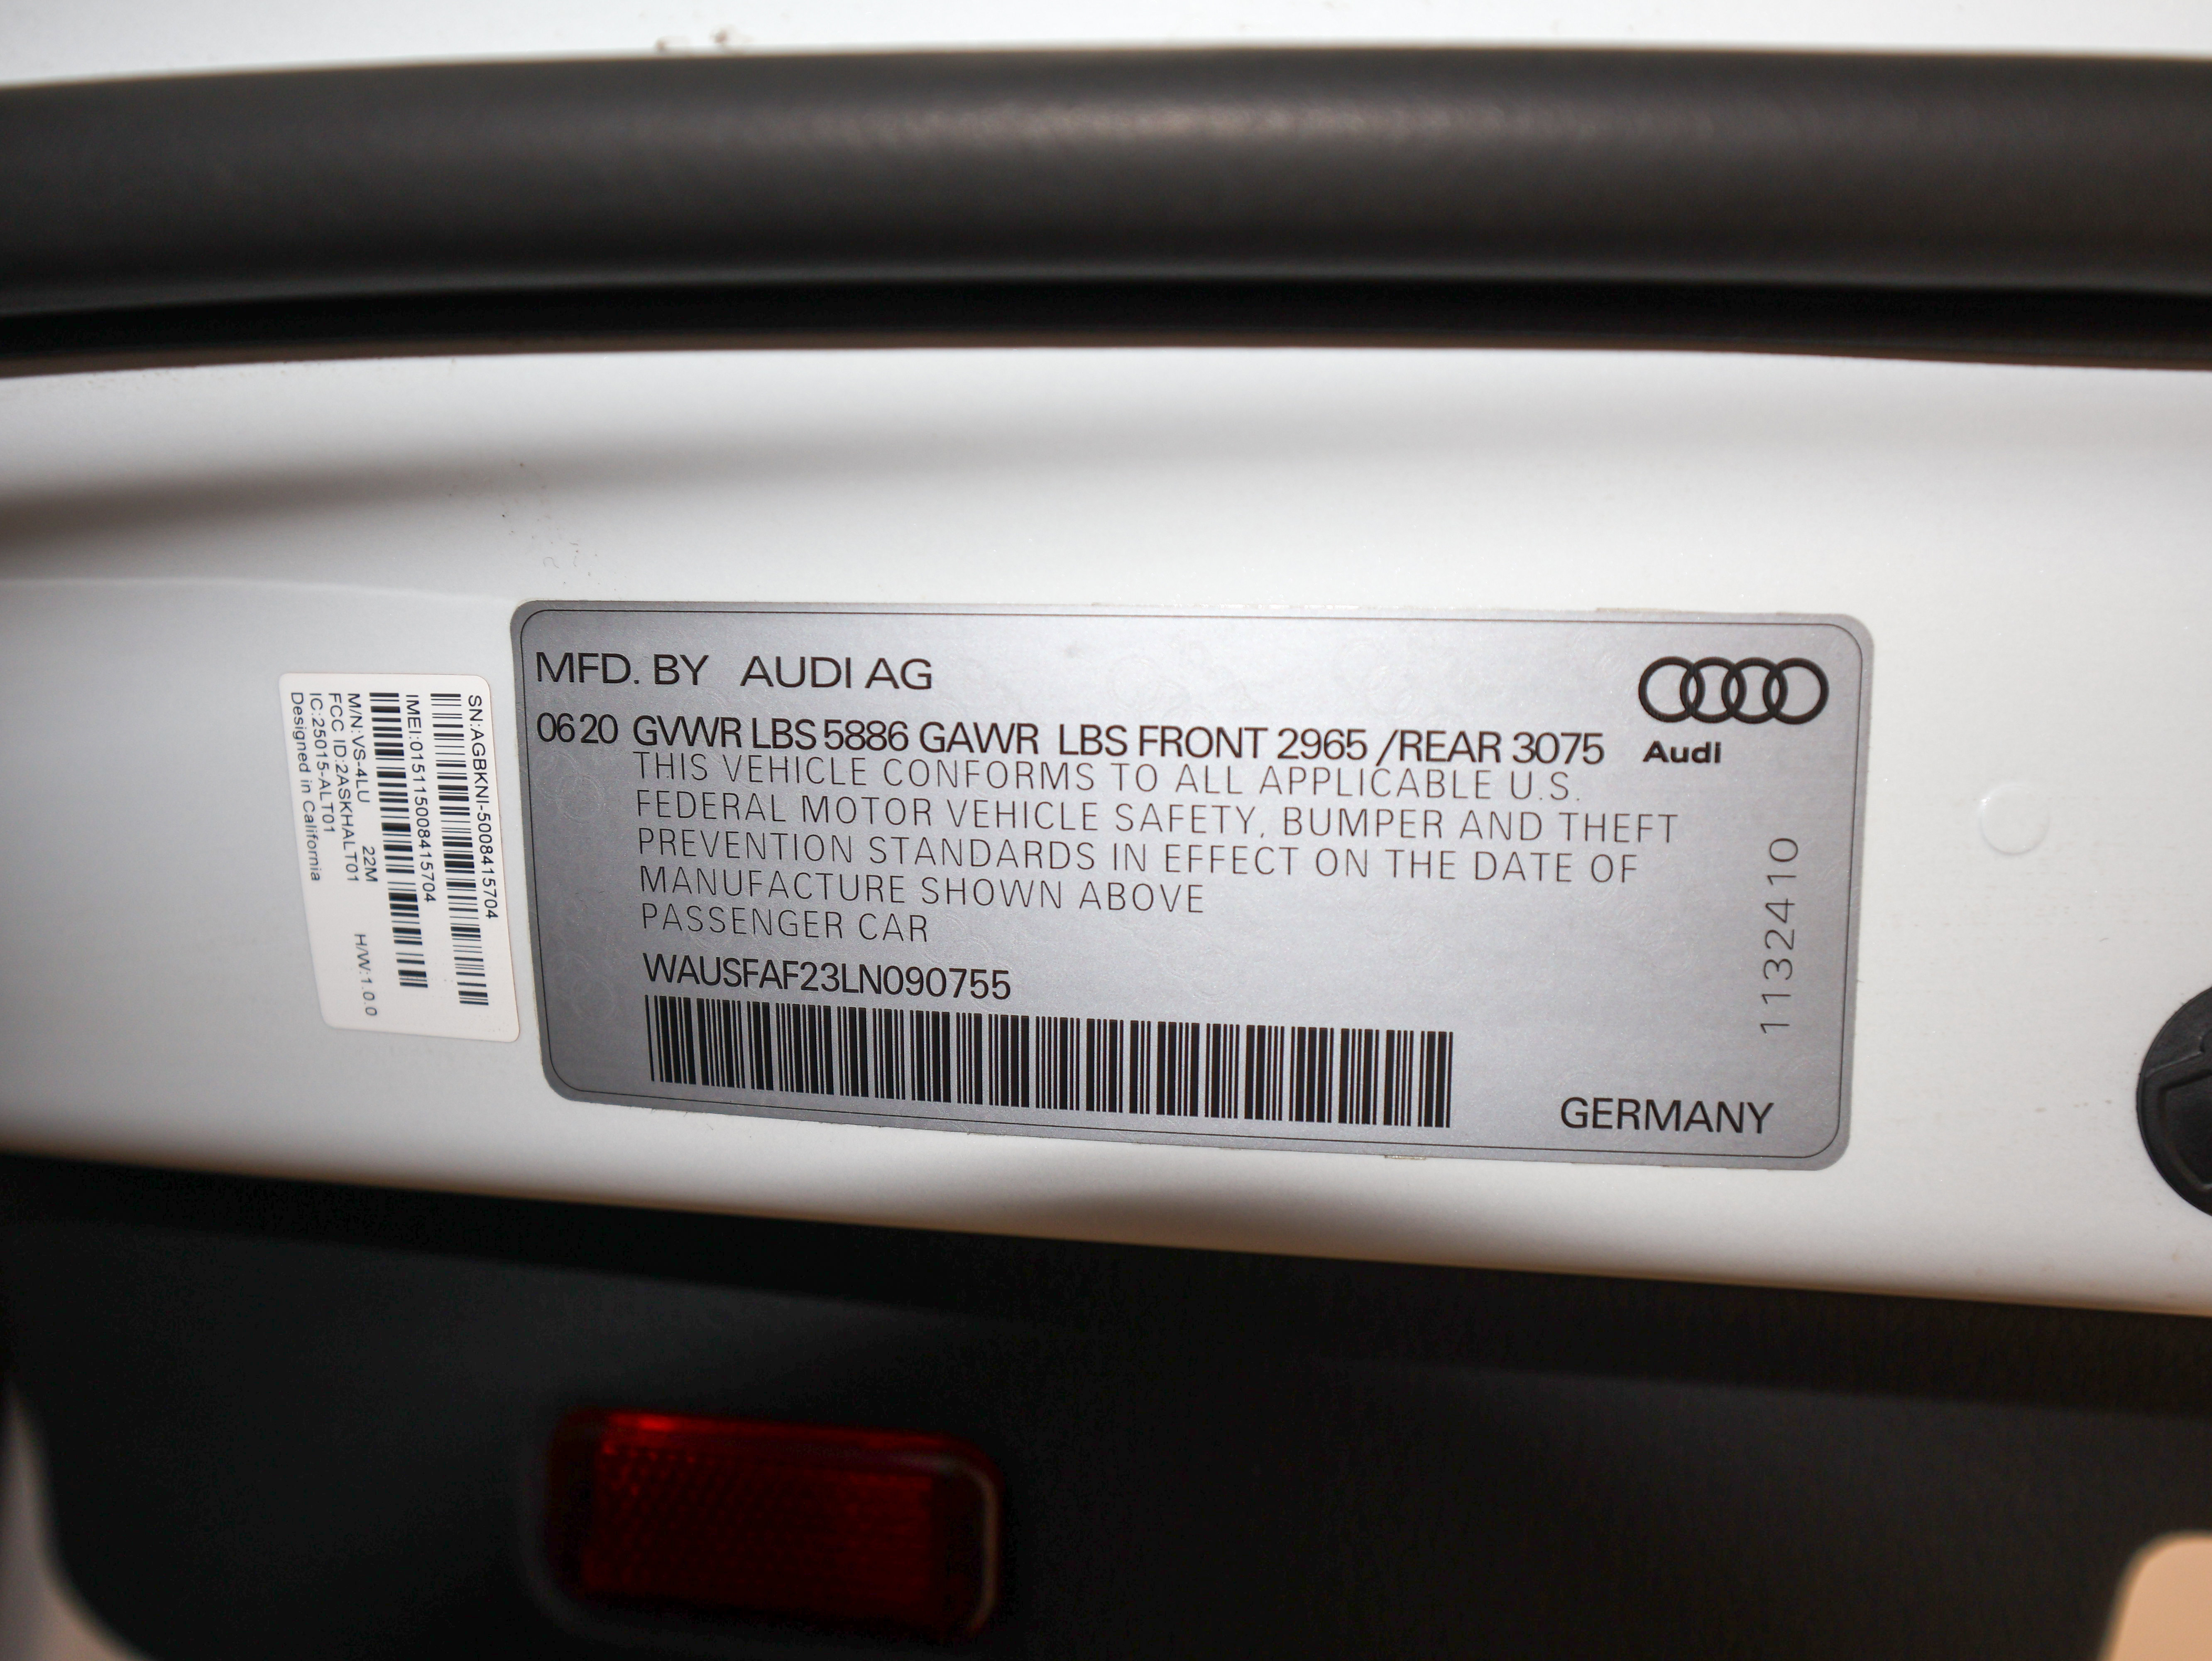 MFD. BY AUDI AG
06 20 GVWR LBS 5886 GAWR LBS FRONT 2965 /REAR 3075
Audi
THIS VEHICLE CONFORMS TO ALL APPLICABLE U.S.
FEDERAL MOTOR VEHICLE SAFETY, BUMPER AND THEFT
PREVENTION STANDARDS IN EFFECT ON THE DATE OF
MANUFACTURE SHOWN ABOVE
PASSENGER CAR
WAUSFAF23LN090755
1132410
GERMANY
SN:AGBKNI-5008415704
IMEI:015115008415704
M/N:VS-4LU 22M H/W:1.0.0
FCC ID:2ASKHALT01
IC:25015-ALT01
Designed in California